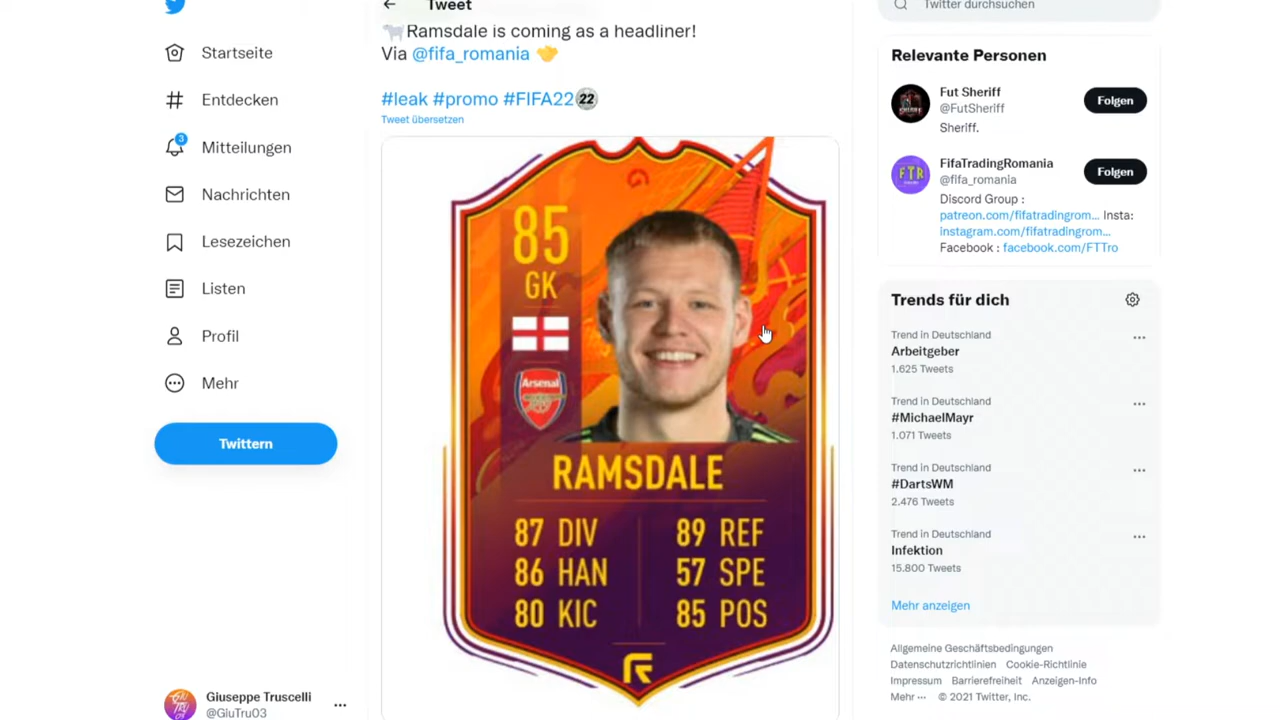 Tweet
Ramsdale is coming as a headliner!
Via @fifa_romania
#leak #promo #FIFA22 22
Tweet übersetzen
85
GK
Arsenal
RAMSDALE
87 DIV 89 REF
86 HAN 57 SPE
80 KIC 85 POS
Startseite
Entdecken
3
Mitteilungen
Nachrichten
Lesezeichen
Listen
Profil
Mehr
Twittern
Giuseppe Truscelli
@GiuTru03
Twitter durchsuchen
Relevante Personen
Fut Sheriff
@FutSheriff
Folgen
Sheriff.
FTR
FifaTradingRomania
@fifa_romania
Folgen
Discord Group :
patreon.com/fifatradingrom... Insta:
instagram.com/fifatradingrom...
Facebook : facebook.com/FTTro
Trends für dich
Trend in Deutschland
Arbeitgeber
1.625 Tweets
Trend in Deutschland
#MichaelMayr
1.071 Tweets
Trend in Deutschland
#DartsWM
2.476 Tweets
Trend in Deutschland
Infektion
15.800 Tweets
Mehr anzeigen
Allgemeine Geschäftsbedingungen
Datenschutzrichtlinien Cookie-Richtlinie
Impressum Barrierefreiheit Anzeigen-Info
Mehr ··· © 2021 Twitter, Inc.